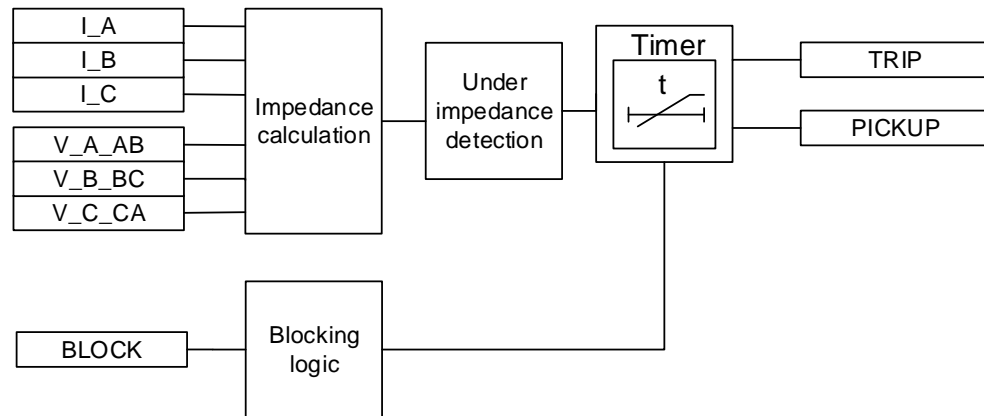 I_A
I_B
I_C
V_A_AB
V_B_BC
V_C_CA
Impedance
calculation
Under
impedance
detection
Timer
t
TRIP
PICKUP
BLOCK
Blocking
logic